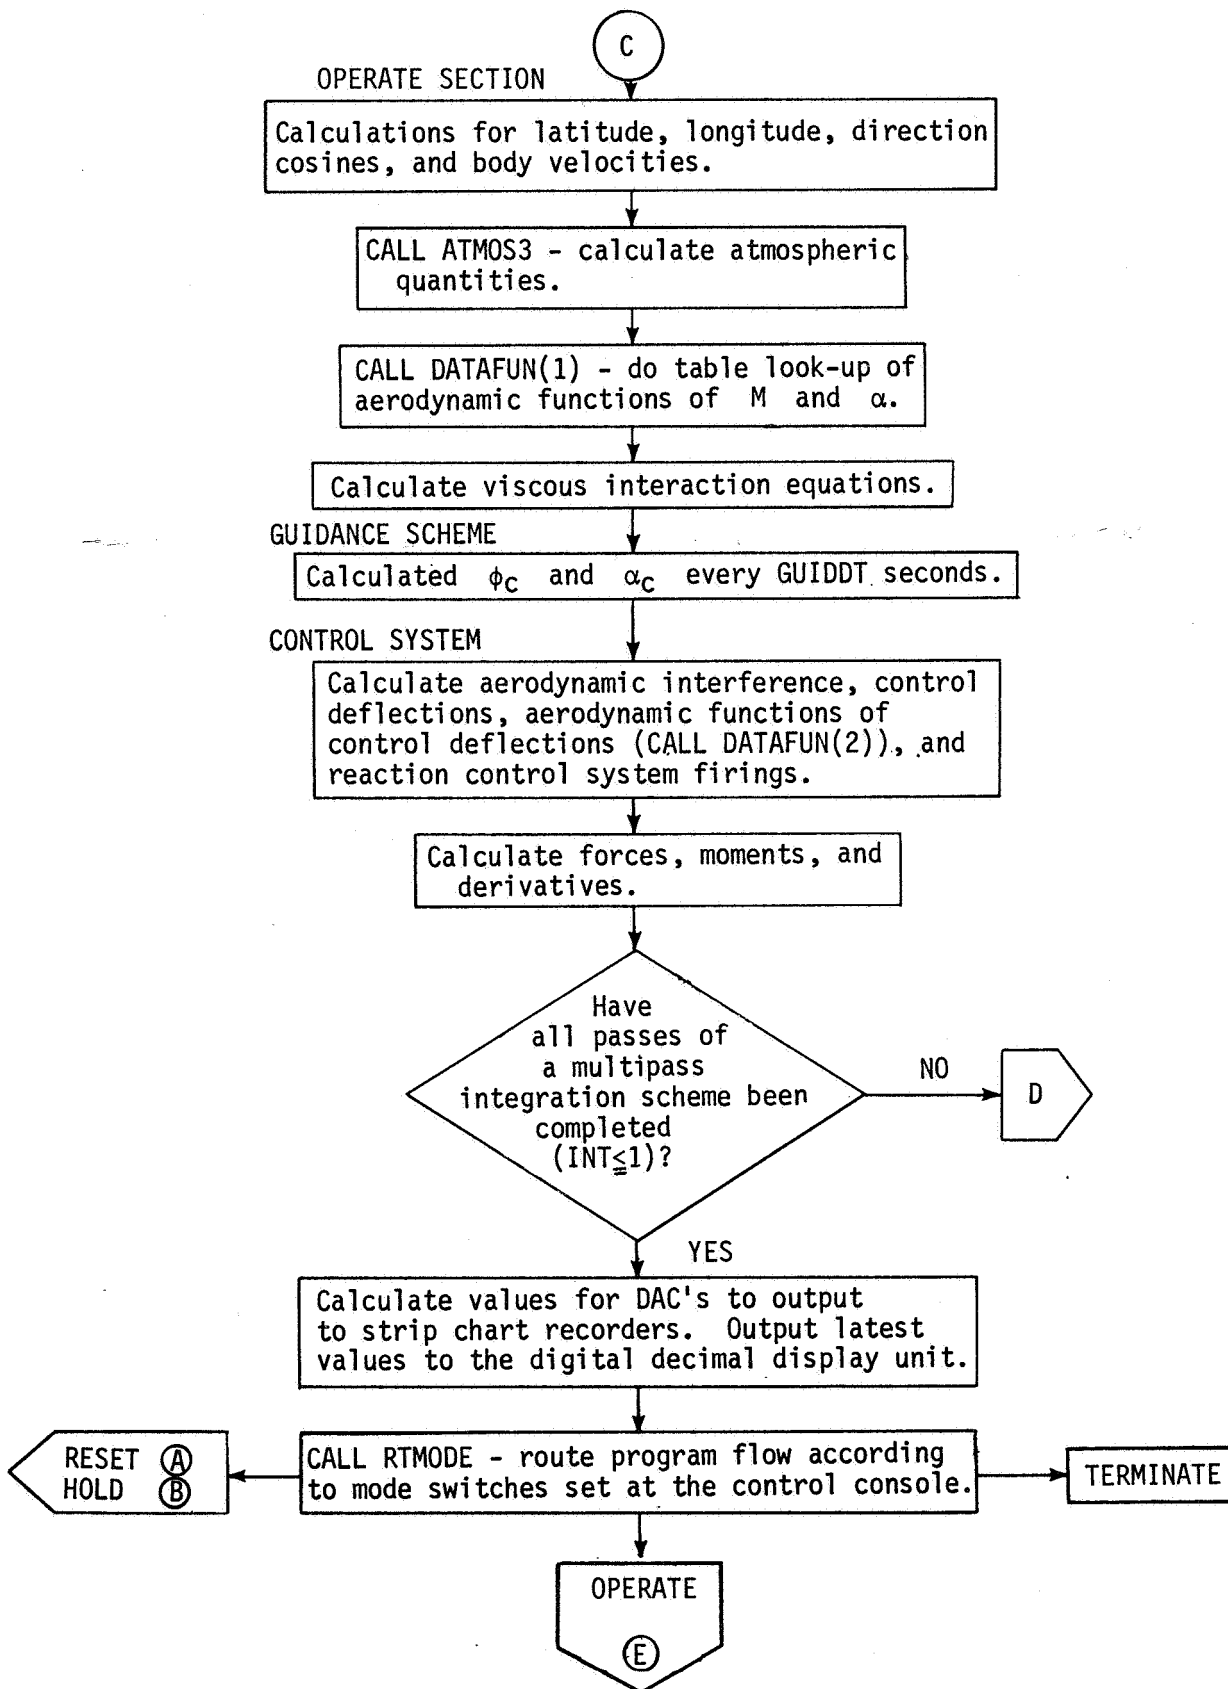 C
OPERATE SECTION
Calculations for latitude, longitude, direction
cosines, and body velocities.
CALL ATMOS3 - calculate atmospheric
quantities.
CALL DATAFUN(1) - do table look-up of
aerodynamic functions of M and α.
Calculate viscous interaction equations.
GUIDANCE SCHEME
Calculated ϕc and αc every GUIDDT seconds.
CONTROL SYSTEM
Calculate aerodynamic interference, control
deflections, aerodynamic functions of
control deflections (CALL DATAFUN(2)), and
reaction control system firings.
Calculate forces, moments, and
derivatives.
Have
all passes of
a multipass
integration scheme been
completed
(INT≦1)?
NO
D
YES
Calculate values for DAC's to output
to strip chart recorders. Output latest
values to the digital decimal display unit.
RESET A
HOLD B
CALL RTMODE - route program flow according
to mode switches set at the control console.
TERMINATE
OPERATE
E